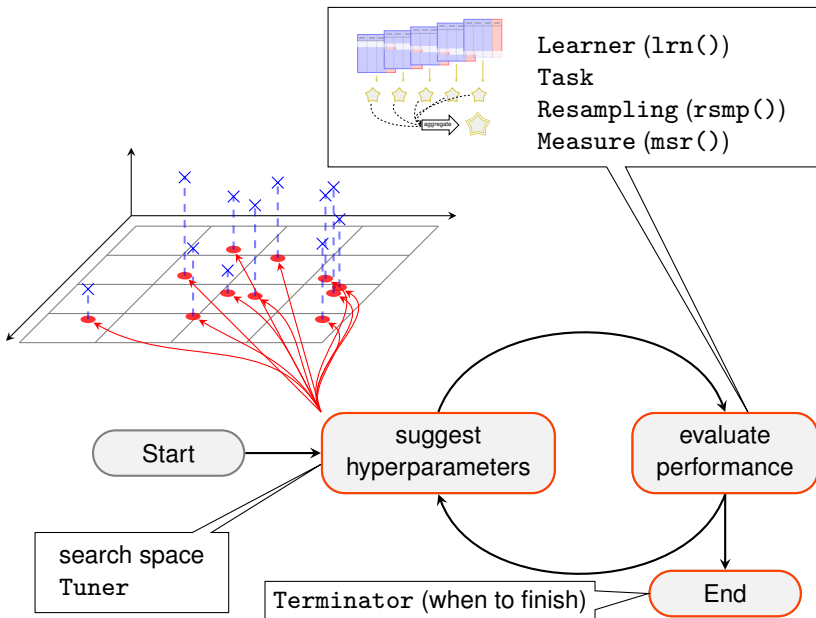 Learner (lrn())
Task
Resampling (rsmp())
Measure (msr())
aggregate
Start
suggest
hyperparameters
evaluate
performance
search space
Tuner
Terminator (when to finish)
End